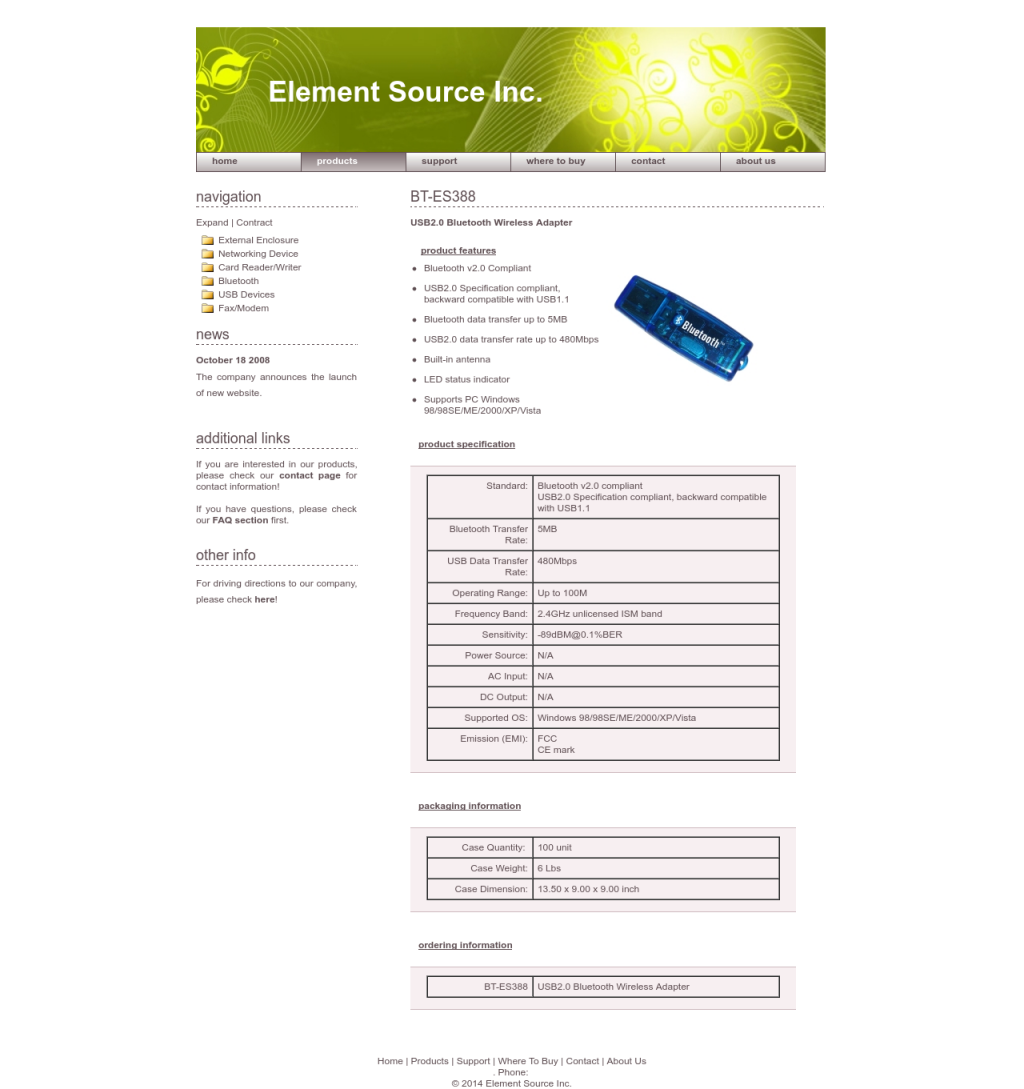 Element Source Inc.
home
products
support
where to buy
contact
about us
navigation
Expand | Contract
External Enclosure
Networking Device
Card Reader/Writer
Bluetooth
USB Devices
Fax/Modem
news
October 18 2008
The company announces the launch
of new website.
additional links
If you are interested in our products,
please check our contact page for
contact information!
If you have questions, please check
our FAQ section first.
other info
For driving directions to our company,
please check here!
BT-ES388
USB2.0 Bluetooth Wireless Adapter
product features
Bluetooth v2.0 Compliant
USB2.0 Specification compliant,
backward compatible with USB1.1
Bluetooth data transfer up to 5MB
USB2.0 data transfer rate up to 480Mbps
Built-in antenna
LED status indicator
Supports PC Windows
98/98SE/ME/2000/XP/Vista
Bluetooth™
product specification
Standard: Bluetooth v2.0 compliant
USB2.0 Specification compliant, backward compatible
with USB1.1
Bluetooth Transfer 5MB
Rate:
USB Data Transfer 480Mbps
Rate:
Operating Range: Up to 100M
Frequency Band: 2.4GHz unlicensed ISM band
Sensitivity: -89dBM@0.1%BER
Power Source: N/A
AC Input: N/A
DC Output: N/A
Supported OS: Windows 98/98SE/ME/2000/XP/Vista
Emission (EMI): FCC
CE mark
packaging information
Case Quantity: 100 unit
Case Weight: 6 Lbs
Case Dimension: 13.50 x 9.00 x 9.00 inch
ordering information
BT-ES388 USB2.0 Bluetooth Wireless Adapter
Home | Products | Support | Where To Buy | Contact | About Us
. Phone:
© 2014 Element Source Inc.